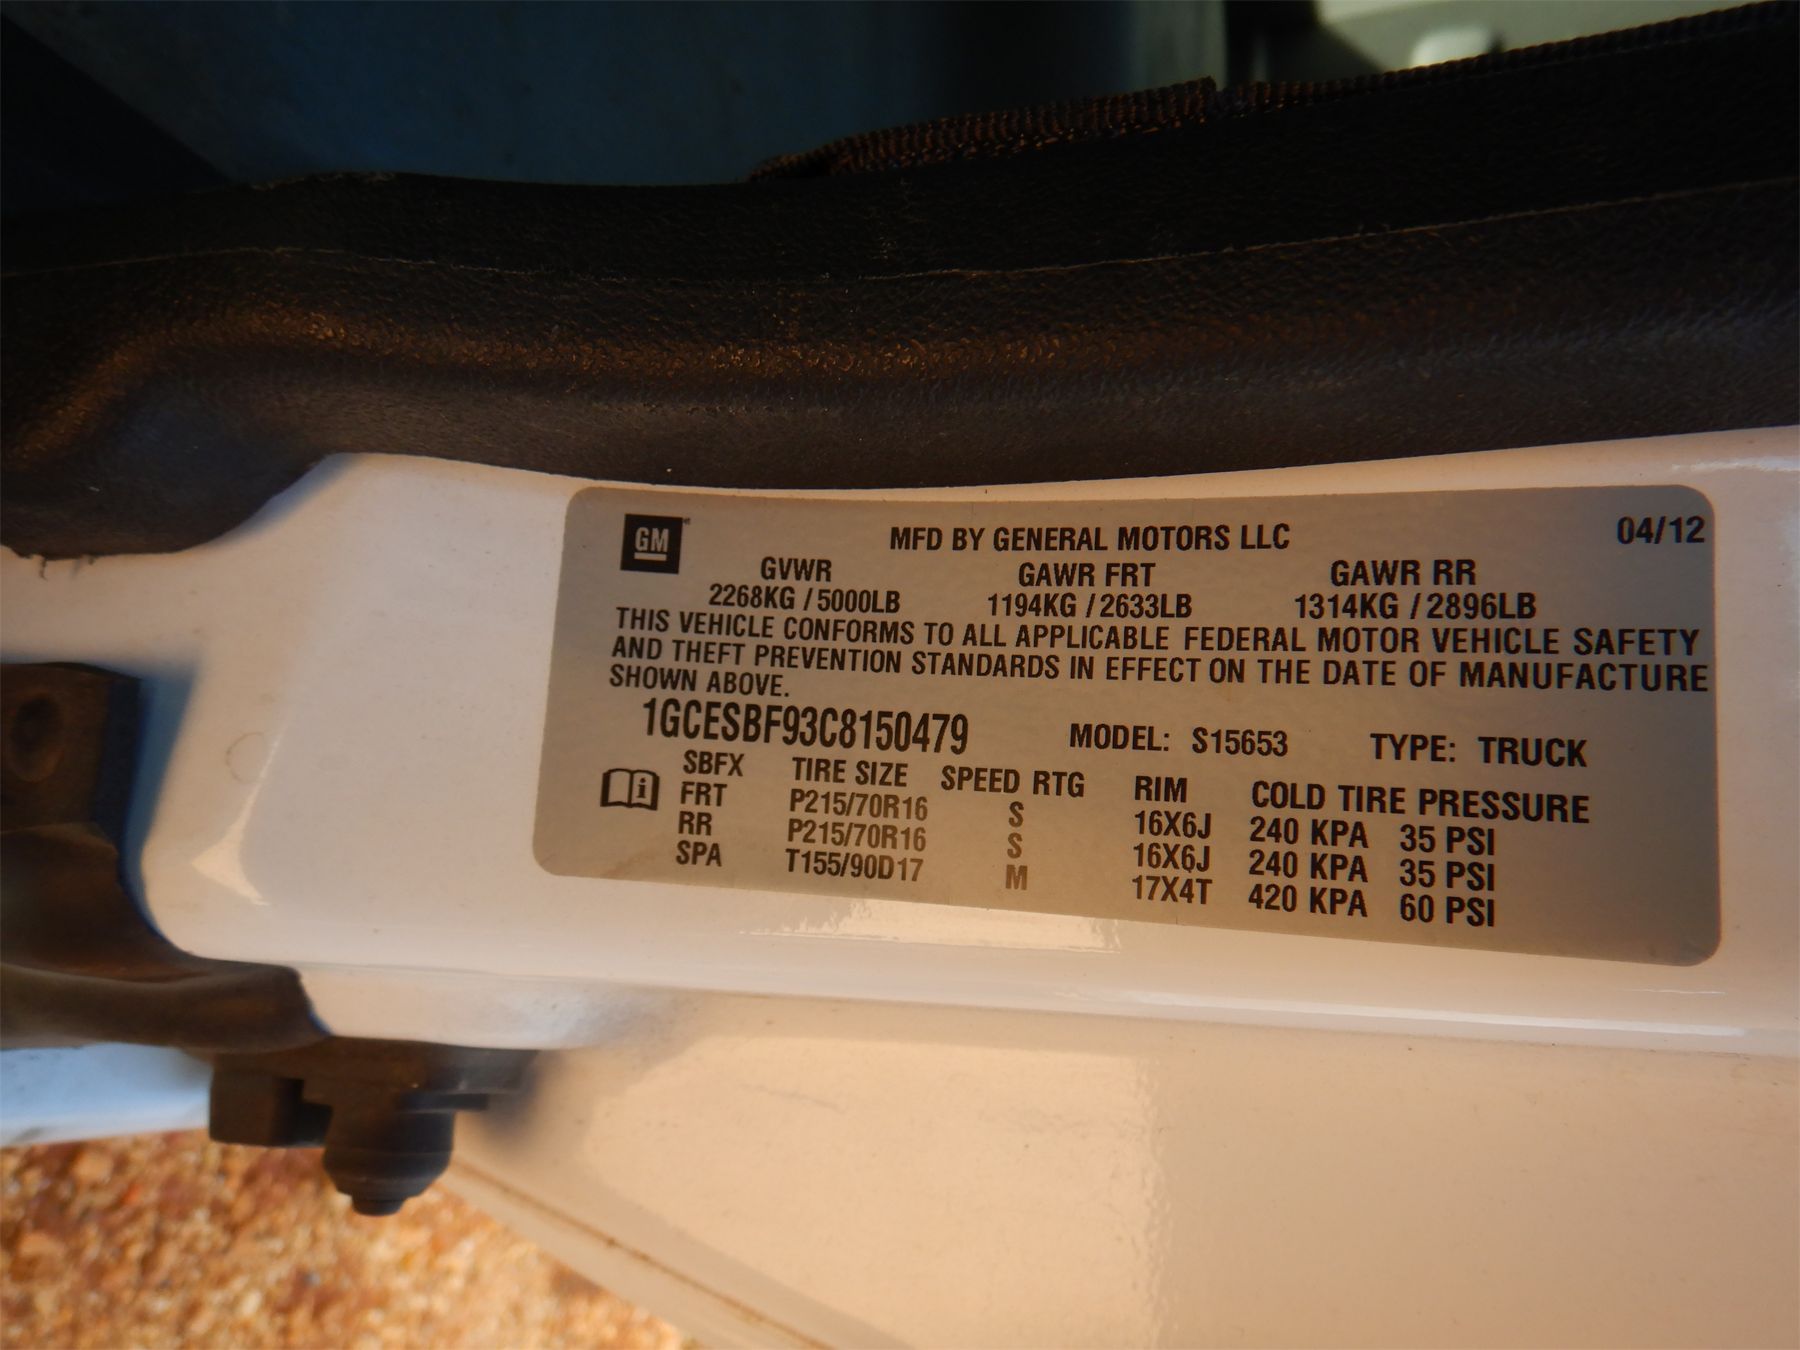 GM
MFD BY GENERAL MOTORS LLC 04/12
GVWR GAWR FRT GAWR RR
2268KG / 5000LB 1194KG / 2633LB 1314KG / 2896LB
THIS VEHICLE CONFORMS TO ALL APPLICABLE FEDERAL MOTOR VEHICLE SAFETY
AND THEFT PREVENTION STANDARDS IN EFFECT ON THE DATE OF MANUFACTURE
SHOWN ABOVE.
1GCESBF93C8150479 MODEL: S15653 TYPE: TRUCK
SBFX TIRE SIZE SPEED RTG RIM COLD TIRE PRESSURE
FRT P215/70R16 S 16X6J 240 KPA 35 PSI
RR P215/70R16 S 16X6J 240 KPA 35 PSI
SPA T155/90D17 M 17X4T 420 KPA 60 PSI